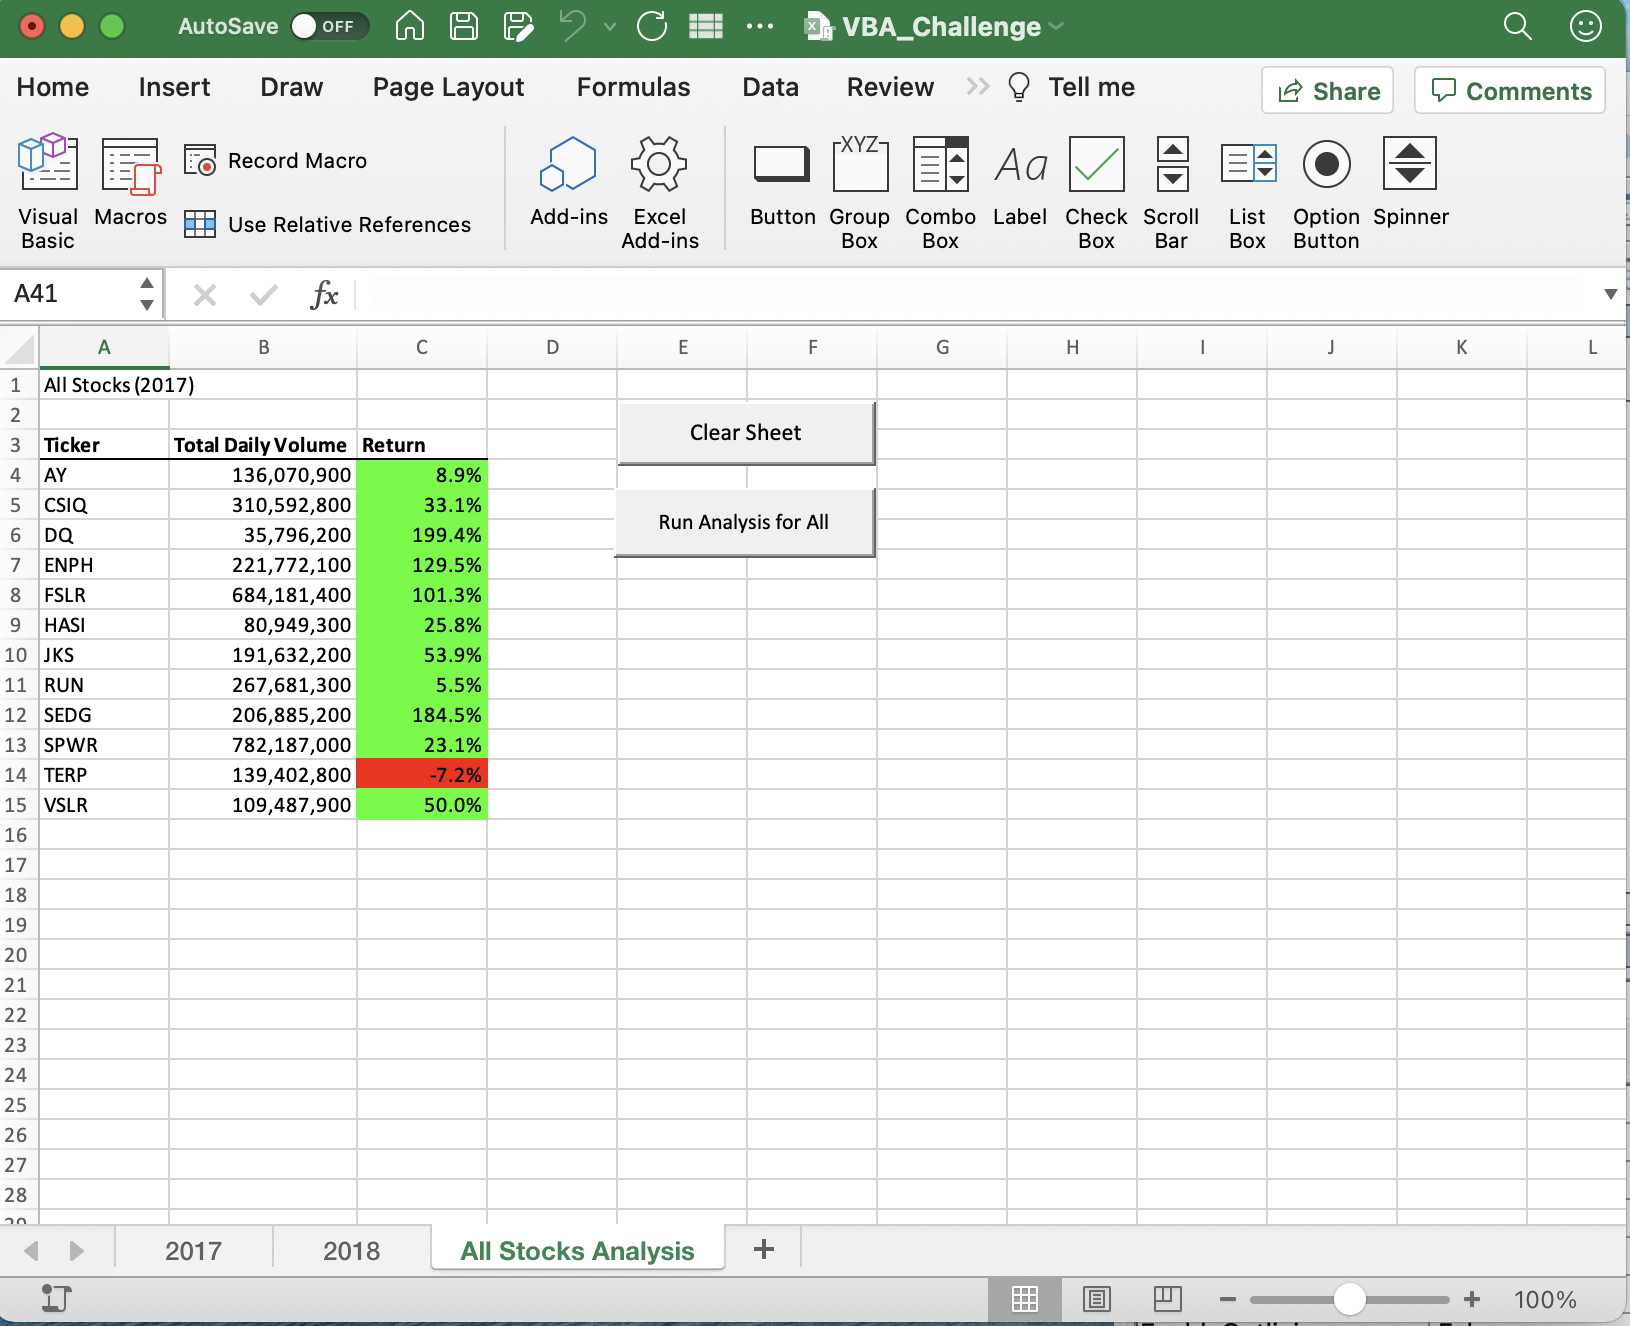 AutoSave OFF VBA_Challenge
Home Insert Draw Page Layout Formulas Data Review Tell me Share Comments
Visual Basic
Macros
Record Macro
Use Relative References
Add-ins
Excel Add-ins
Button
XYZ
Group Box
Combo Box
Aa
Label
Check Box
Scroll Bar
List Box
Option Button
Spinner
A41 fx
A B C D E F G H I J K L
1 All Stocks (2017)
2
3 Ticker Total Daily Volume Return
4 AY 136,070,900 8.9%
5 CSIQ 310,592,800 33.1%
6 DQ 35,796,200 199.4%
7 ENPH 221,772,100 129.5%
8 FSLR 684,181,400 101.3%
9 HASI 80,949,300 25.8%
10 JKS 191,632,200 53.9%
11 RUN 267,681,300 5.5%
12 SEDG 206,885,200 184.5%
13 SPWR 782,187,000 23.1%
14 TERP 139,402,800 -7.2%
15 VSLR 109,487,900 50.0%
Clear Sheet
Run Analysis for All
16
17
18
19
20
21
22
23
24
25
26
27
28
2017 2018 All Stocks Analysis +
100%